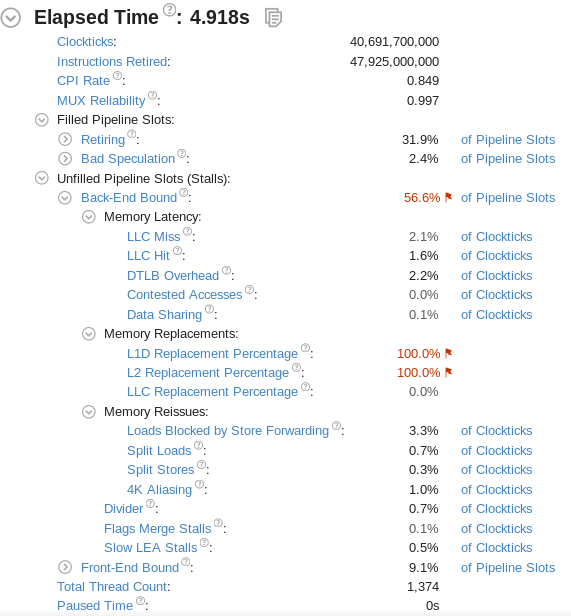 Elapsed Time ?: 4.918s
Clockticks: 40,691,700,000
Instructions Retired: 47,925,000,000
CPI Rate ?: 0.849
MUX Reliability ?: 0.997
Filled Pipeline Slots:
Retiring ?: 31.9% of Pipeline Slots
Bad Speculation ?: 2.4% of Pipeline Slots
Unfilled Pipeline Slots (Stalls):
Back-End Bound ?: 56.6% of Pipeline Slots
Memory Latency:
LLC Miss ?: 2.1% of Clockticks
LLC Hit ?: 1.6% of Clockticks
DTLB Overhead ?: 2.2% of Clockticks
Contested Accesses ?: 0.0% of Clockticks
Data Sharing ?: 0.1% of Clockticks
Memory Replacements:
L1D Replacement Percentage ?: 100.0%
L2 Replacement Percentage ?: 100.0%
LLC Replacement Percentage ?: 0.0%
Memory Reissues:
Loads Blocked by Store Forwarding ?: 3.3% of Clockticks
Split Loads ?: 0.7% of Clockticks
Split Stores ?: 0.3% of Clockticks
4K Aliasing ?: 1.0% of Clockticks
Divider ?: 0.7% of Clockticks
Flags Merge Stalls ?: 0.1% of Clockticks
Slow LEA Stalls ?: 0.5% of Clockticks
Front-End Bound ?: 9.1% of Pipeline Slots
Total Thread Count: 1,374
Paused Time ?: 0s